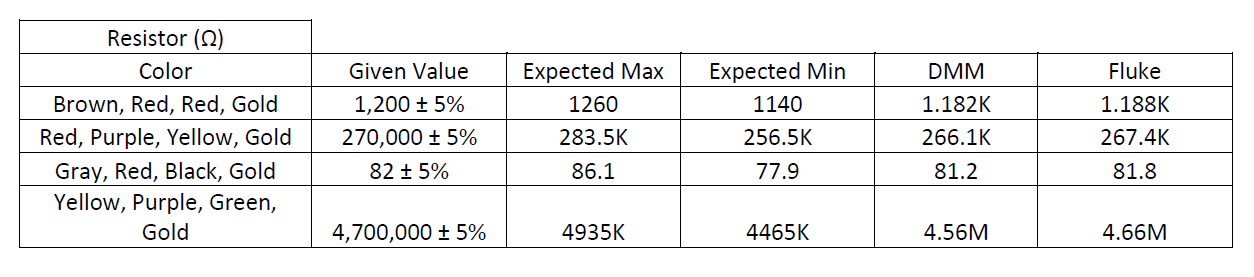 Resistor (Ω)
Color Given Value Expected Max Expected Min DMM Fluke
Brown, Red, Red, Gold 1,200 ± 5% 1260 1140 1.182K 1.188K
Red, Purple, Yellow, Gold 270,000 ± 5% 283.5K 256.5K 266.1K 267.4K
Gray, Red, Black, Gold 82 ± 5% 86.1 77.9 81.2 81.8
Yellow, Purple, Green,
Gold 4,700,000 ± 5% 4935K 4465K 4.56M 4.66M